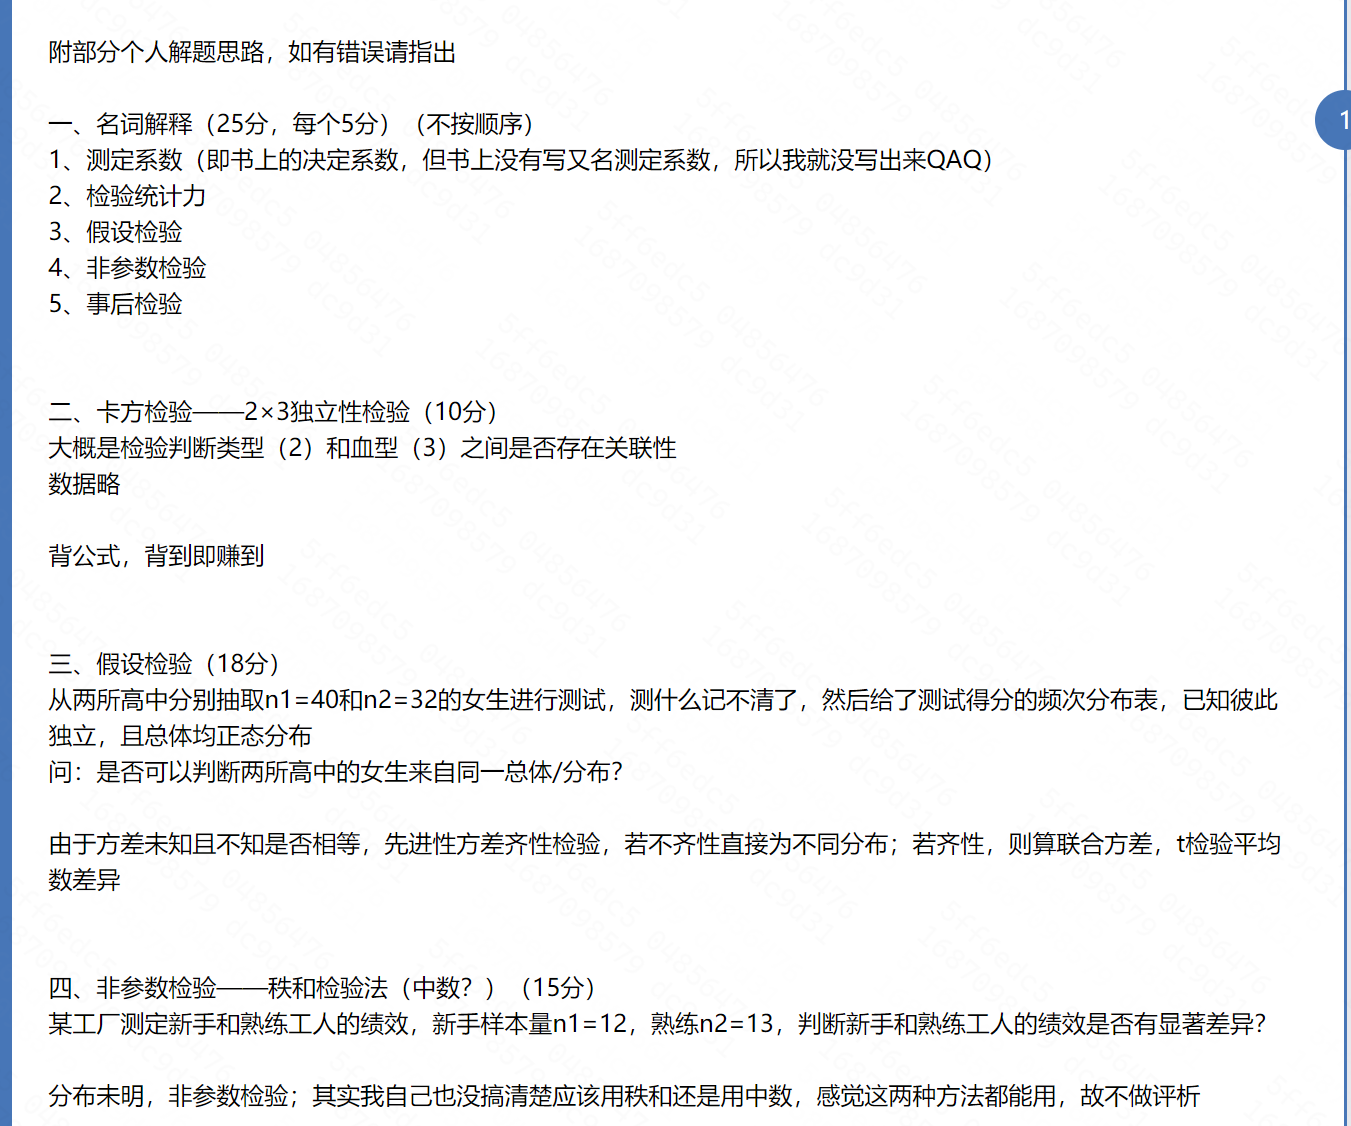 附部分个人解题思路，如有错误请指出
1
一、名词解释（25分，每个5分）（不按顺序）
1、测定系数（即书上的决定系数，但书上没有写又名测定系数，所以我就没写出来QAQ）
2、检验统计力
3、假设检验
4、非参数检验
5、事后检验
二、卡方检验——2×3独立性检验（10分）
大概是检验判断类型（2）和血型（3）之间是否存在关联性
数据略
背公式，背到即赚到
三、假设检验（18分）
从两所高中分别抽取n1=40和n2=32的女生进行测试，测什么记不清了，然后给了测试得分的频次分布表，已知彼此
独立，且总体均正态分布
问：是否可以判断两所高中的女生来自同一总体/分布？
由于方差未知且不知是否相等，先进性方差齐性检验，若不齐性直接为不同分布；若齐性，则算联合方差，t检验平均
数差异
四、非参数检验——秩和检验法（中数？）（15分）
某工厂测定新手和熟练工人的绩效，新手样本量n1=12，熟练n2=13，判断新手和熟练工人的绩效是否有显著差异？
分布未明，非参数检验；其实我自己也没搞清楚应该用秩和还是用中数，感觉这两种方法都能用，故不做评析